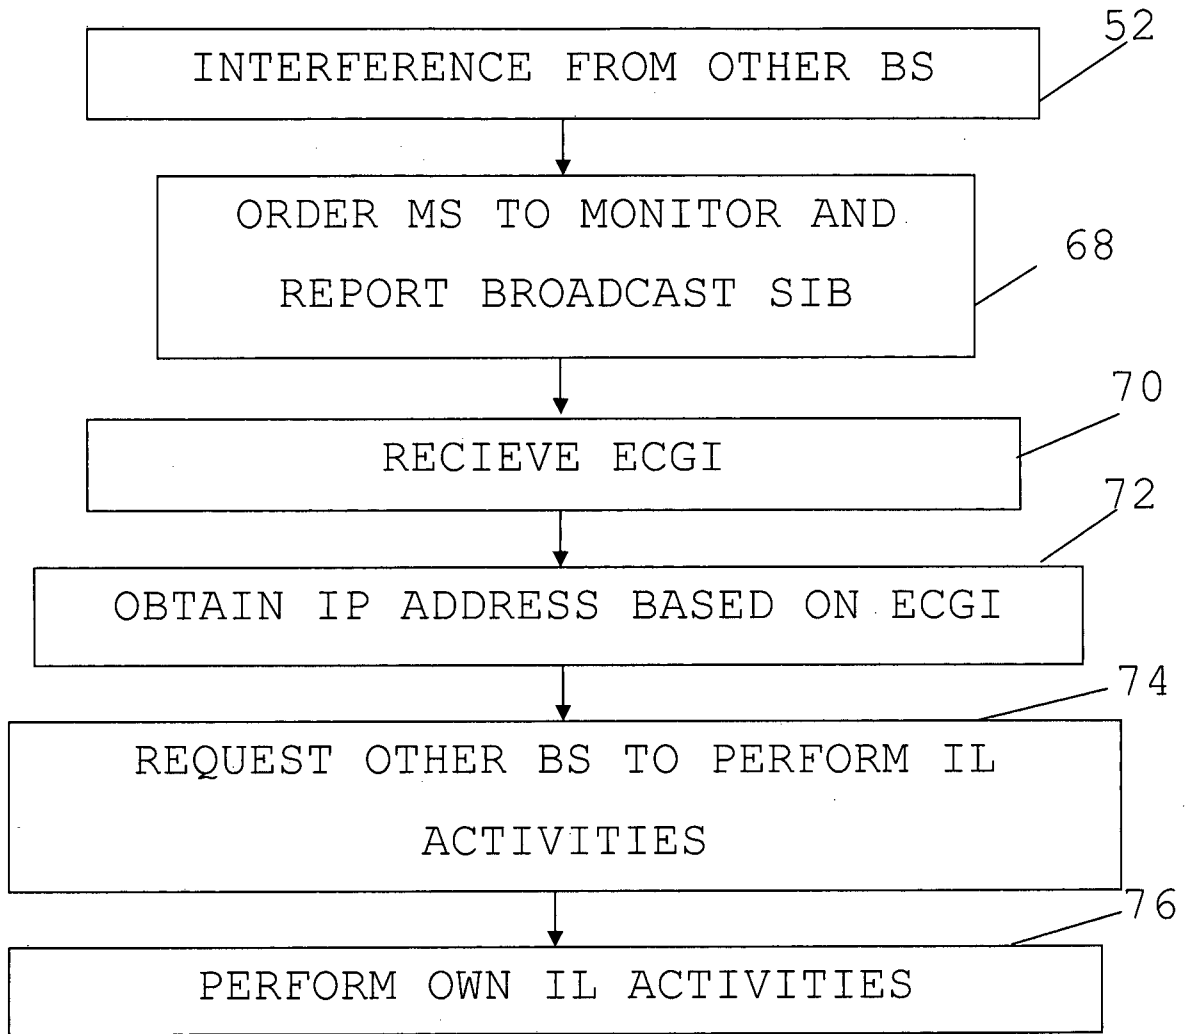 52
INTERFERENCE FROM OTHER BS
ORDER MS TO MONITOR AND
REPORT BROADCAST SIB
68
70
RECIEVE ECGI
72
OBTAIN IP ADDRESS BASED ON ECGI
74
REQUEST OTHER BS TO PERFORM IL
ACTIVITIES
76
PERFORM OWN IL ACTIVITIES